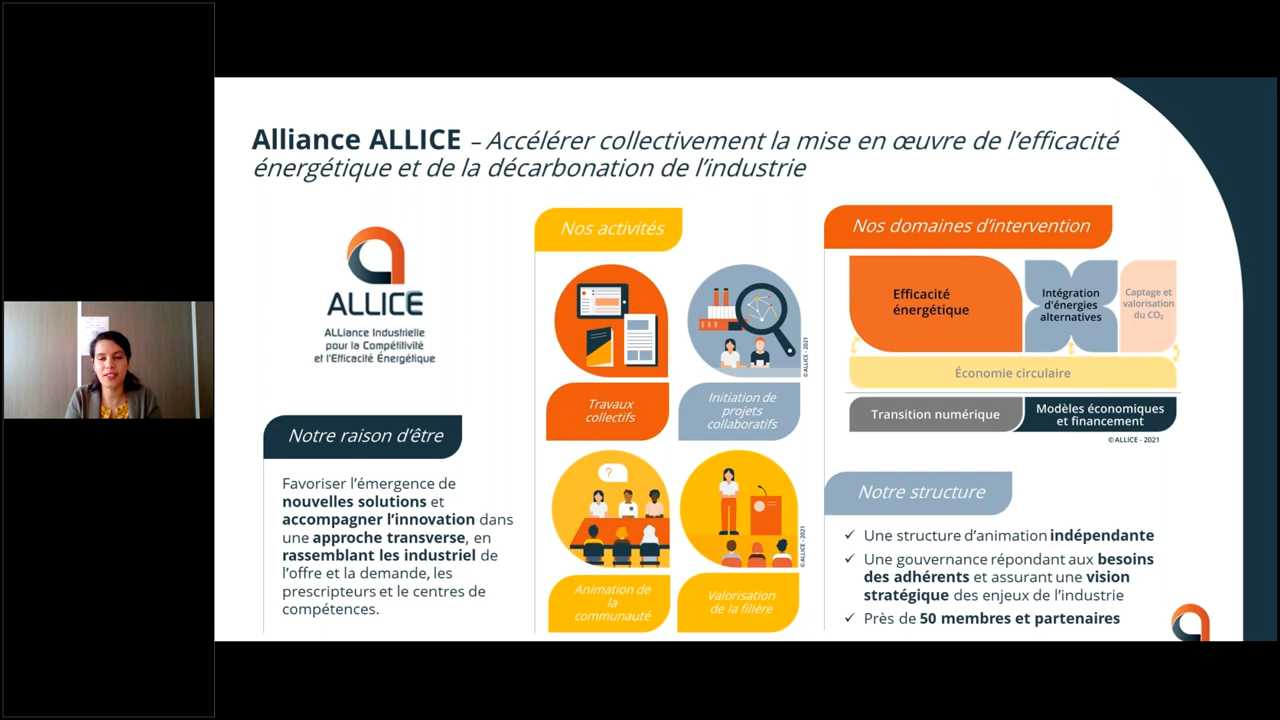 Alliance ALLICE – Accélérer collectivement la mise en œuvre de l’efficacité
énergétique et de la décarbonation de l’industrie
ALLICE
ALLiance Industrielle
pour la Compétitivité
et l'Efficacité Énergétique
Notre raison d’être
Favoriser l’émergence de
nouvelles solutions et
accompagner l’innovation dans
une approche transverse, en
rassemblant les industriel de
l’offre et la demande, les
prescripteurs et le centres de
compétences.
Nos activités
©ALLICE - 2021
Travaux
collectifs
Initiation de
projets
collaboratifs
?
©ALLICE - 2021
Animation de
la
communauté
Valorisation
de la filière
Nos domaines d’intervention
Efficacité
énergétique
Intégration
d'énergies
alternatives
Captage et
valorisation
du CO₂
Économie circulaire
Transition numérique
Modèles économiques
et financement
©ALLICE - 2021
Notre structure
✓ Une structure d’animation indépendante
✓ Une gouvernance répondant aux besoins
des adhérents et assurant une vision
stratégique des enjeux de l’industrie
✓ Près de 50 membres et partenaires